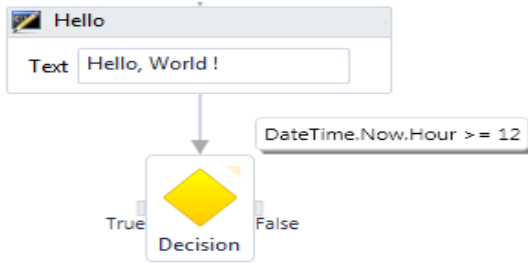 Hello
Text Hello, World !
DateTime.Now.Hour >= 12
True False
Decision